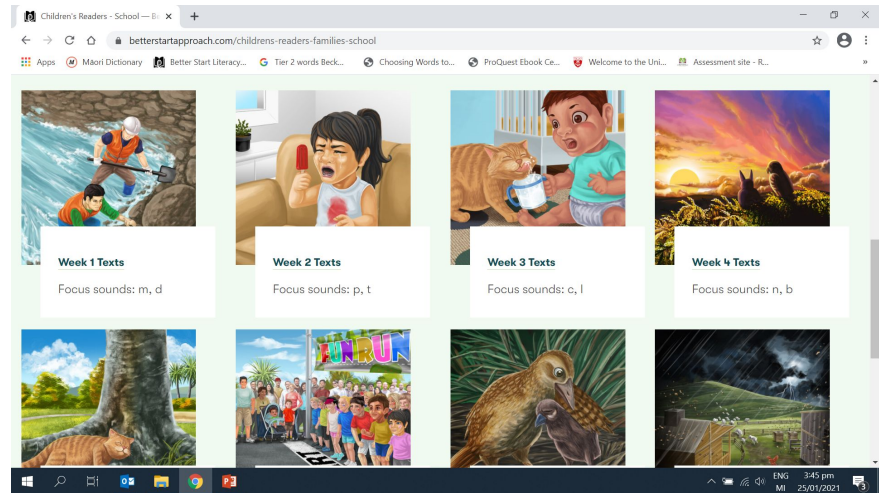 Children's Readers - School — Be
betterstartapproach.com/childrens-readers-families-school
Apps
Māori Dictionary
Better Start Literacy...
Tier 2 words Beck...
Choosing Words to...
ProQuest Ebook Ce...
Welcome to the Uni...
Assessment site - R...
Week 1 Texts
Focus sounds: m, d
Week 2 Texts
Focus sounds: p, t
Week 3 Texts
Focus sounds: c, l
Week 4 Texts
Focus sounds: n, b
FUN RUN
ENG
MI
3:45 pm
25/01/2021